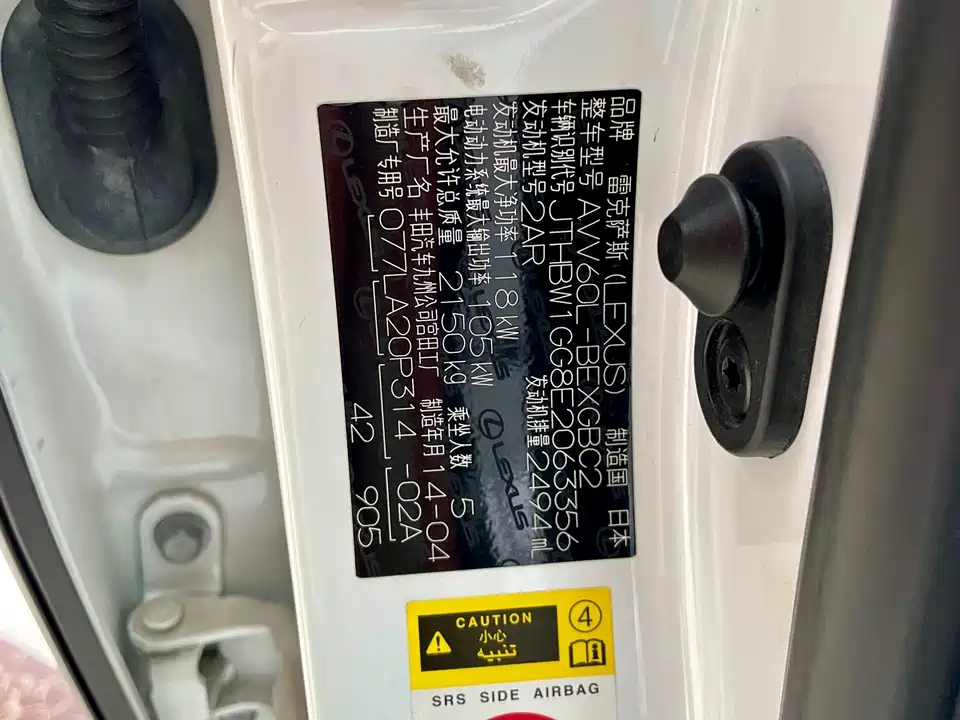 品牌 雷克萨斯 (LEXUS) 制造国 日本
整车型号 AVV60L-BEXGBC2
车辆识别代号 JTHBW1GG8E2063356
发动机型号 2AR 发动机排量 2494 mL
发动机最大净功率 118 kW
电动动力系统最大输出功率 105 kW
最大允许总质量 2150 kg 乘坐人数 5
生产厂名 丰田汽车九州公司宫田工厂 制造年月 14-04
制造厂专用号 077LA20P314-02A
42 905
LEXUS
LEXUS
CAUTION
小心
تنبيه
4
SRS SIDE AIRBAG